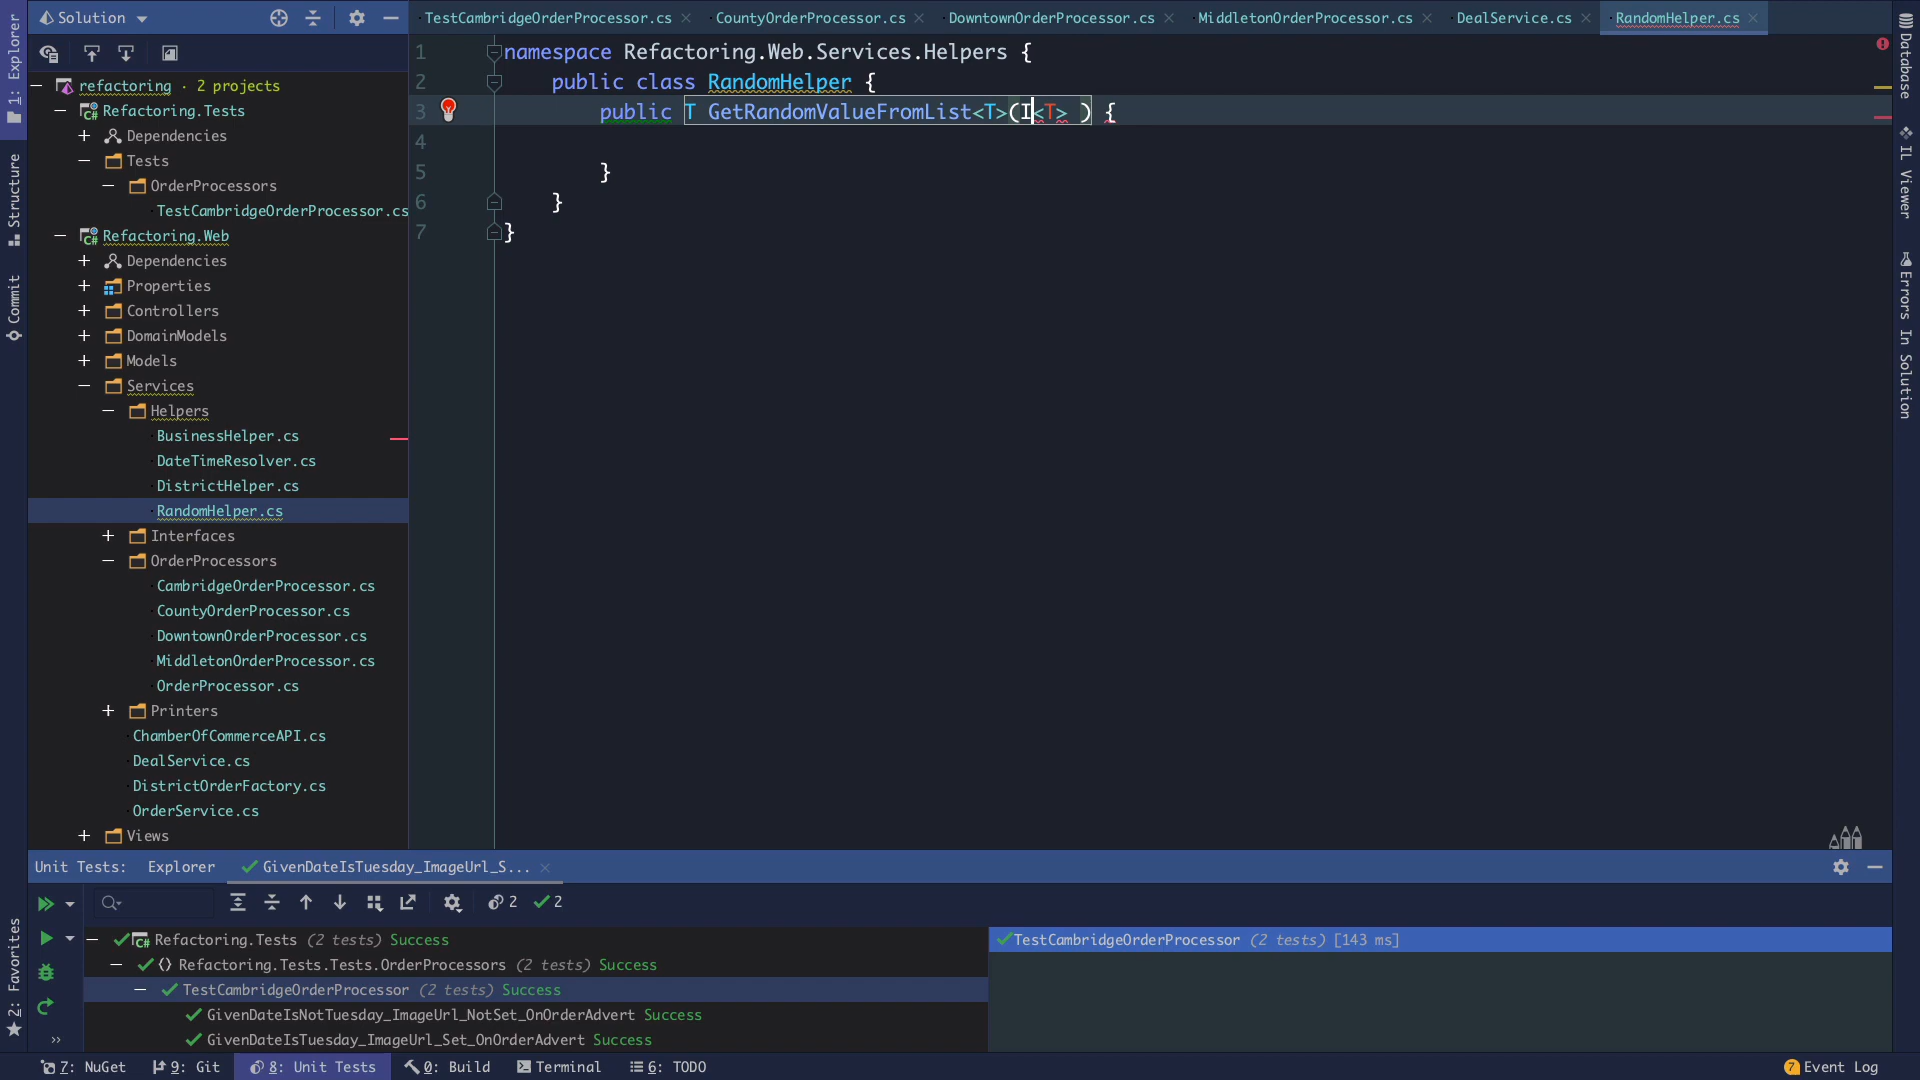 Solution
TestCambridgeOrderProcessor.cs
CountyOrderProcessor.cs
DowntownOrderProcessor.cs
MiddletonOrderProcessor.cs
DealService.cs
RandomHelper.cs
1: Explorer
Structure
Commit
2: Favorites
refactoring · 2 projects
Refactoring.Tests
Dependencies
Tests
OrderProcessors
TestCambridgeOrderProcessor.cs
Refactoring.Web
Dependencies
Properties
Controllers
DomainModels
Models
Services
Helpers
BusinessHelper.cs
DateTimeResolver.cs
DistrictHelper.cs
RandomHelper.cs
Interfaces
OrderProcessors
CambridgeOrderProcessor.cs
CountyOrderProcessor.cs
DowntownOrderProcessor.cs
MiddletonOrderProcessor.cs
OrderProcessor.cs
Printers
ChamberOfCommerceAPI.cs
DealService.cs
DistrictOrderFactory.cs
OrderService.cs
Views
1 namespace Refactoring.Web.Services.Helpers {
2 public class RandomHelper {
3 public T GetRandomValueFromList<T>(I<T> ) {
4
5 }
6 }
7 }
Database
IL Viewer
Errors In Solution
Unit Tests: Explorer GivenDateIsTuesday_ImageUrl_S...
2 2
Refactoring.Tests (2 tests) Success
Refactoring.Tests.Tests.OrderProcessors (2 tests) Success
TestCambridgeOrderProcessor (2 tests) Success
GivenDateIsNotTuesday_ImageUrl_NotSet_OnOrderAdvert Success
GivenDateIsTuesday_ImageUrl_Set_OnOrderAdvert Success
TestCambridgeOrderProcessor (2 tests) [143 ms]
7: NuGet 9: Git 8: Unit Tests 0: Build Terminal 6: TODO
7 Event Log